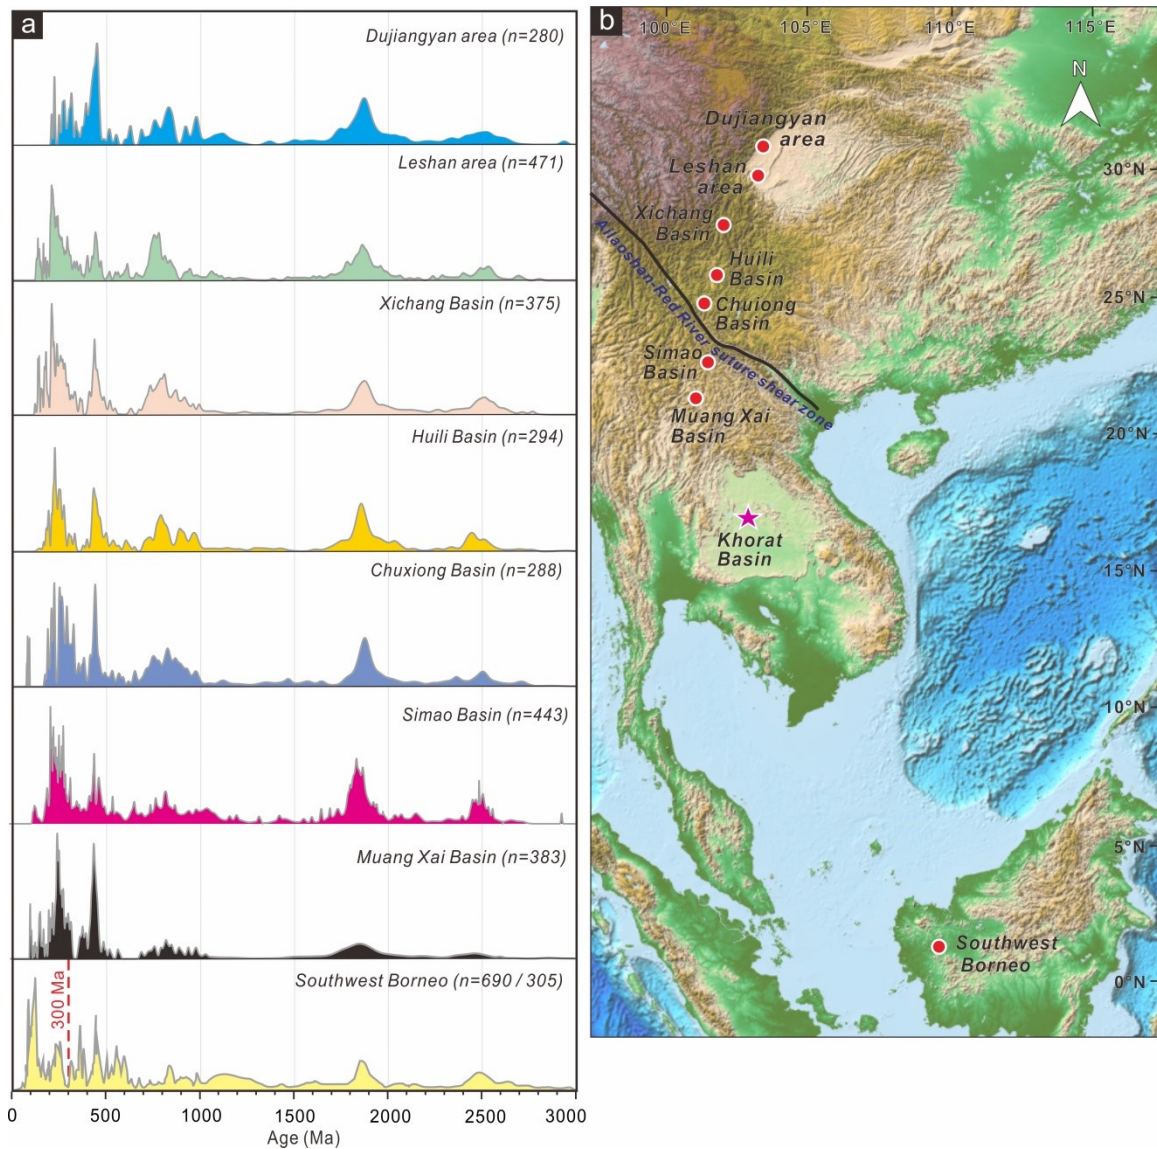 a
Dujiangyan area (n=280)
Leshan area (n=471)
Xichang Basin (n=375)
Huili Basin (n=294)
Chuxiong Basin (n=288)
Simao Basin (n=443)
Muang Xai Basin (n=383)
Southwest Borneo (n=690 / 305)
300 Ma
0 500 1000 1500 2000 2500 3000
Age (Ma)
b
100°E 105°E 110°E 115°E
N
Dujiangyan
area
30°N
Leshan
area
Xichang
Basin
Ailaoshan-Red River suture shear zone
Huili
Basin
25°N
Chuiong
Basin
Simao
Basin
Muang Xai
Basin
20°N
Khorat
Basin
15°N
10°N
5°N
Southwest
Borneo
0°N